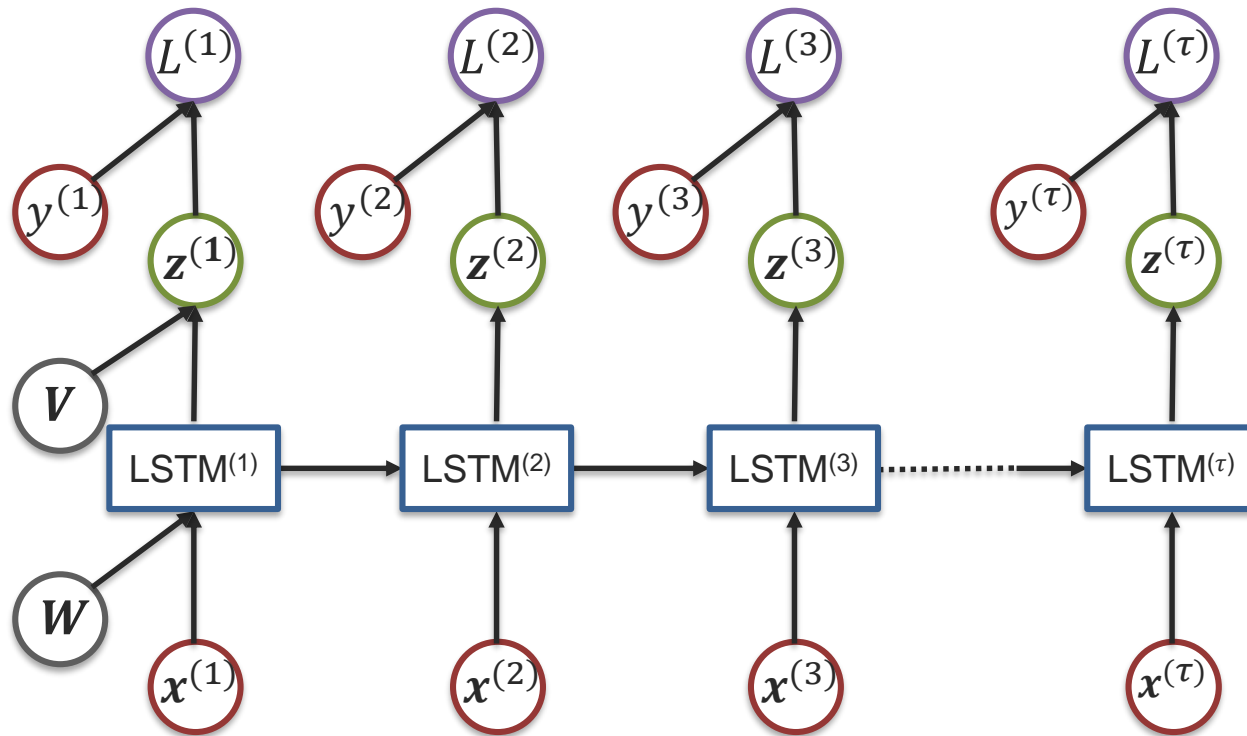 L⁽¹⁾ L⁽²⁾ L⁽³⁾ L⁽τ⁾
y⁽¹⁾ y⁽²⁾ y⁽³⁾ y⁽τ⁾
z⁽¹⁾ z⁽²⁾ z⁽³⁾ z⁽τ⁾
V
LSTM⁽¹⁾ LSTM⁽²⁾ LSTM⁽³⁾ LSTM⁽τ⁾
W
x⁽¹⁾ x⁽²⁾ x⁽³⁾ x⁽τ⁾